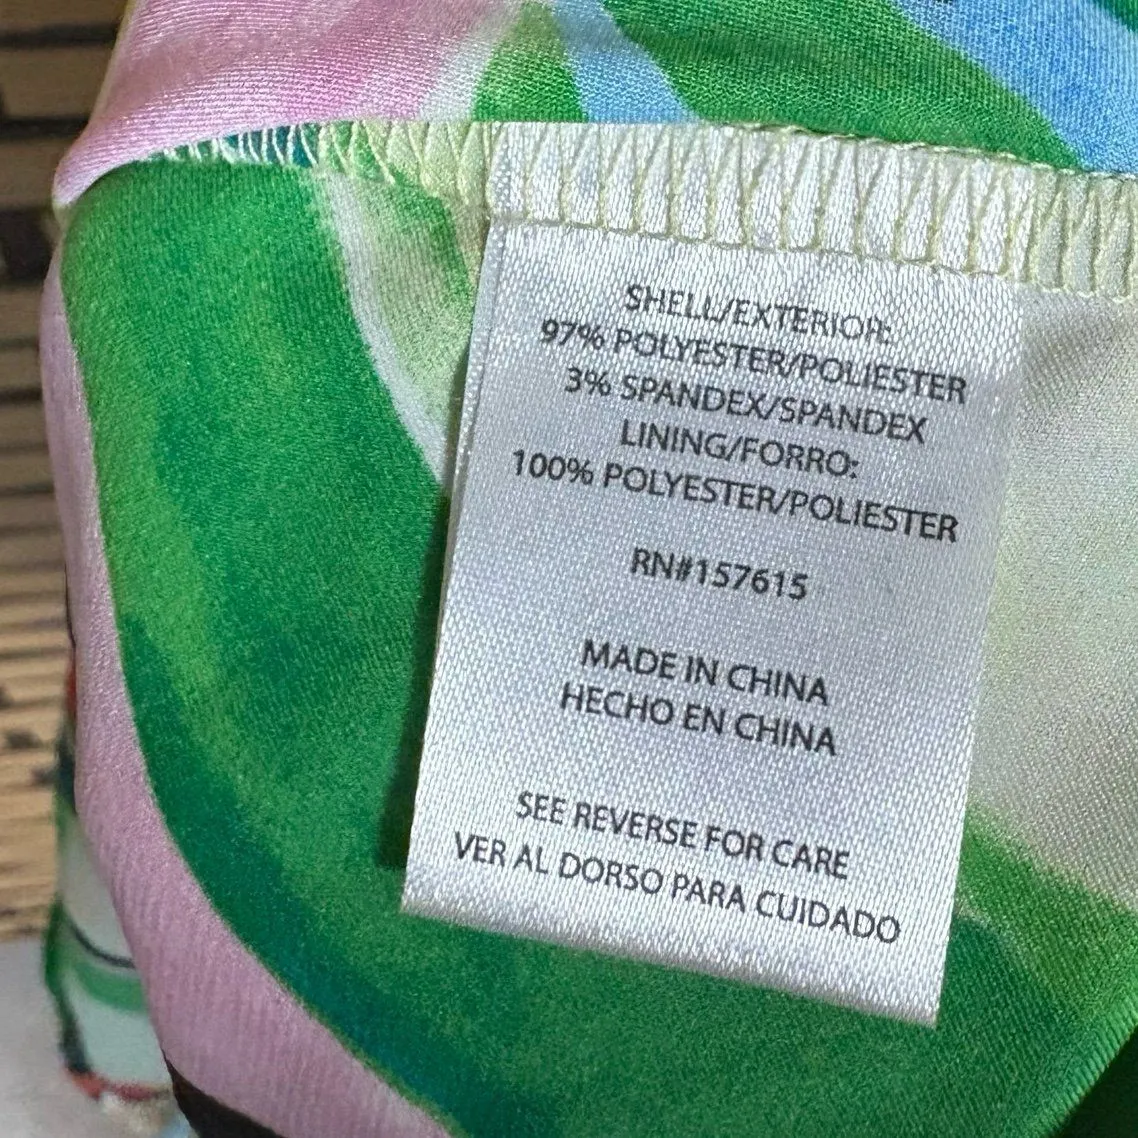 SHELL/EXTERIOR:
97% POLYESTER/POLIESTER
3% SPANDEX/SPANDEX
LINING/FORRO:
100% POLYESTER/POLIESTER
RN#157615
MADE IN CHINA
HECHO EN CHINA
SEE REVERSE FOR CARE
VER AL DORSO PARA CUIDADO